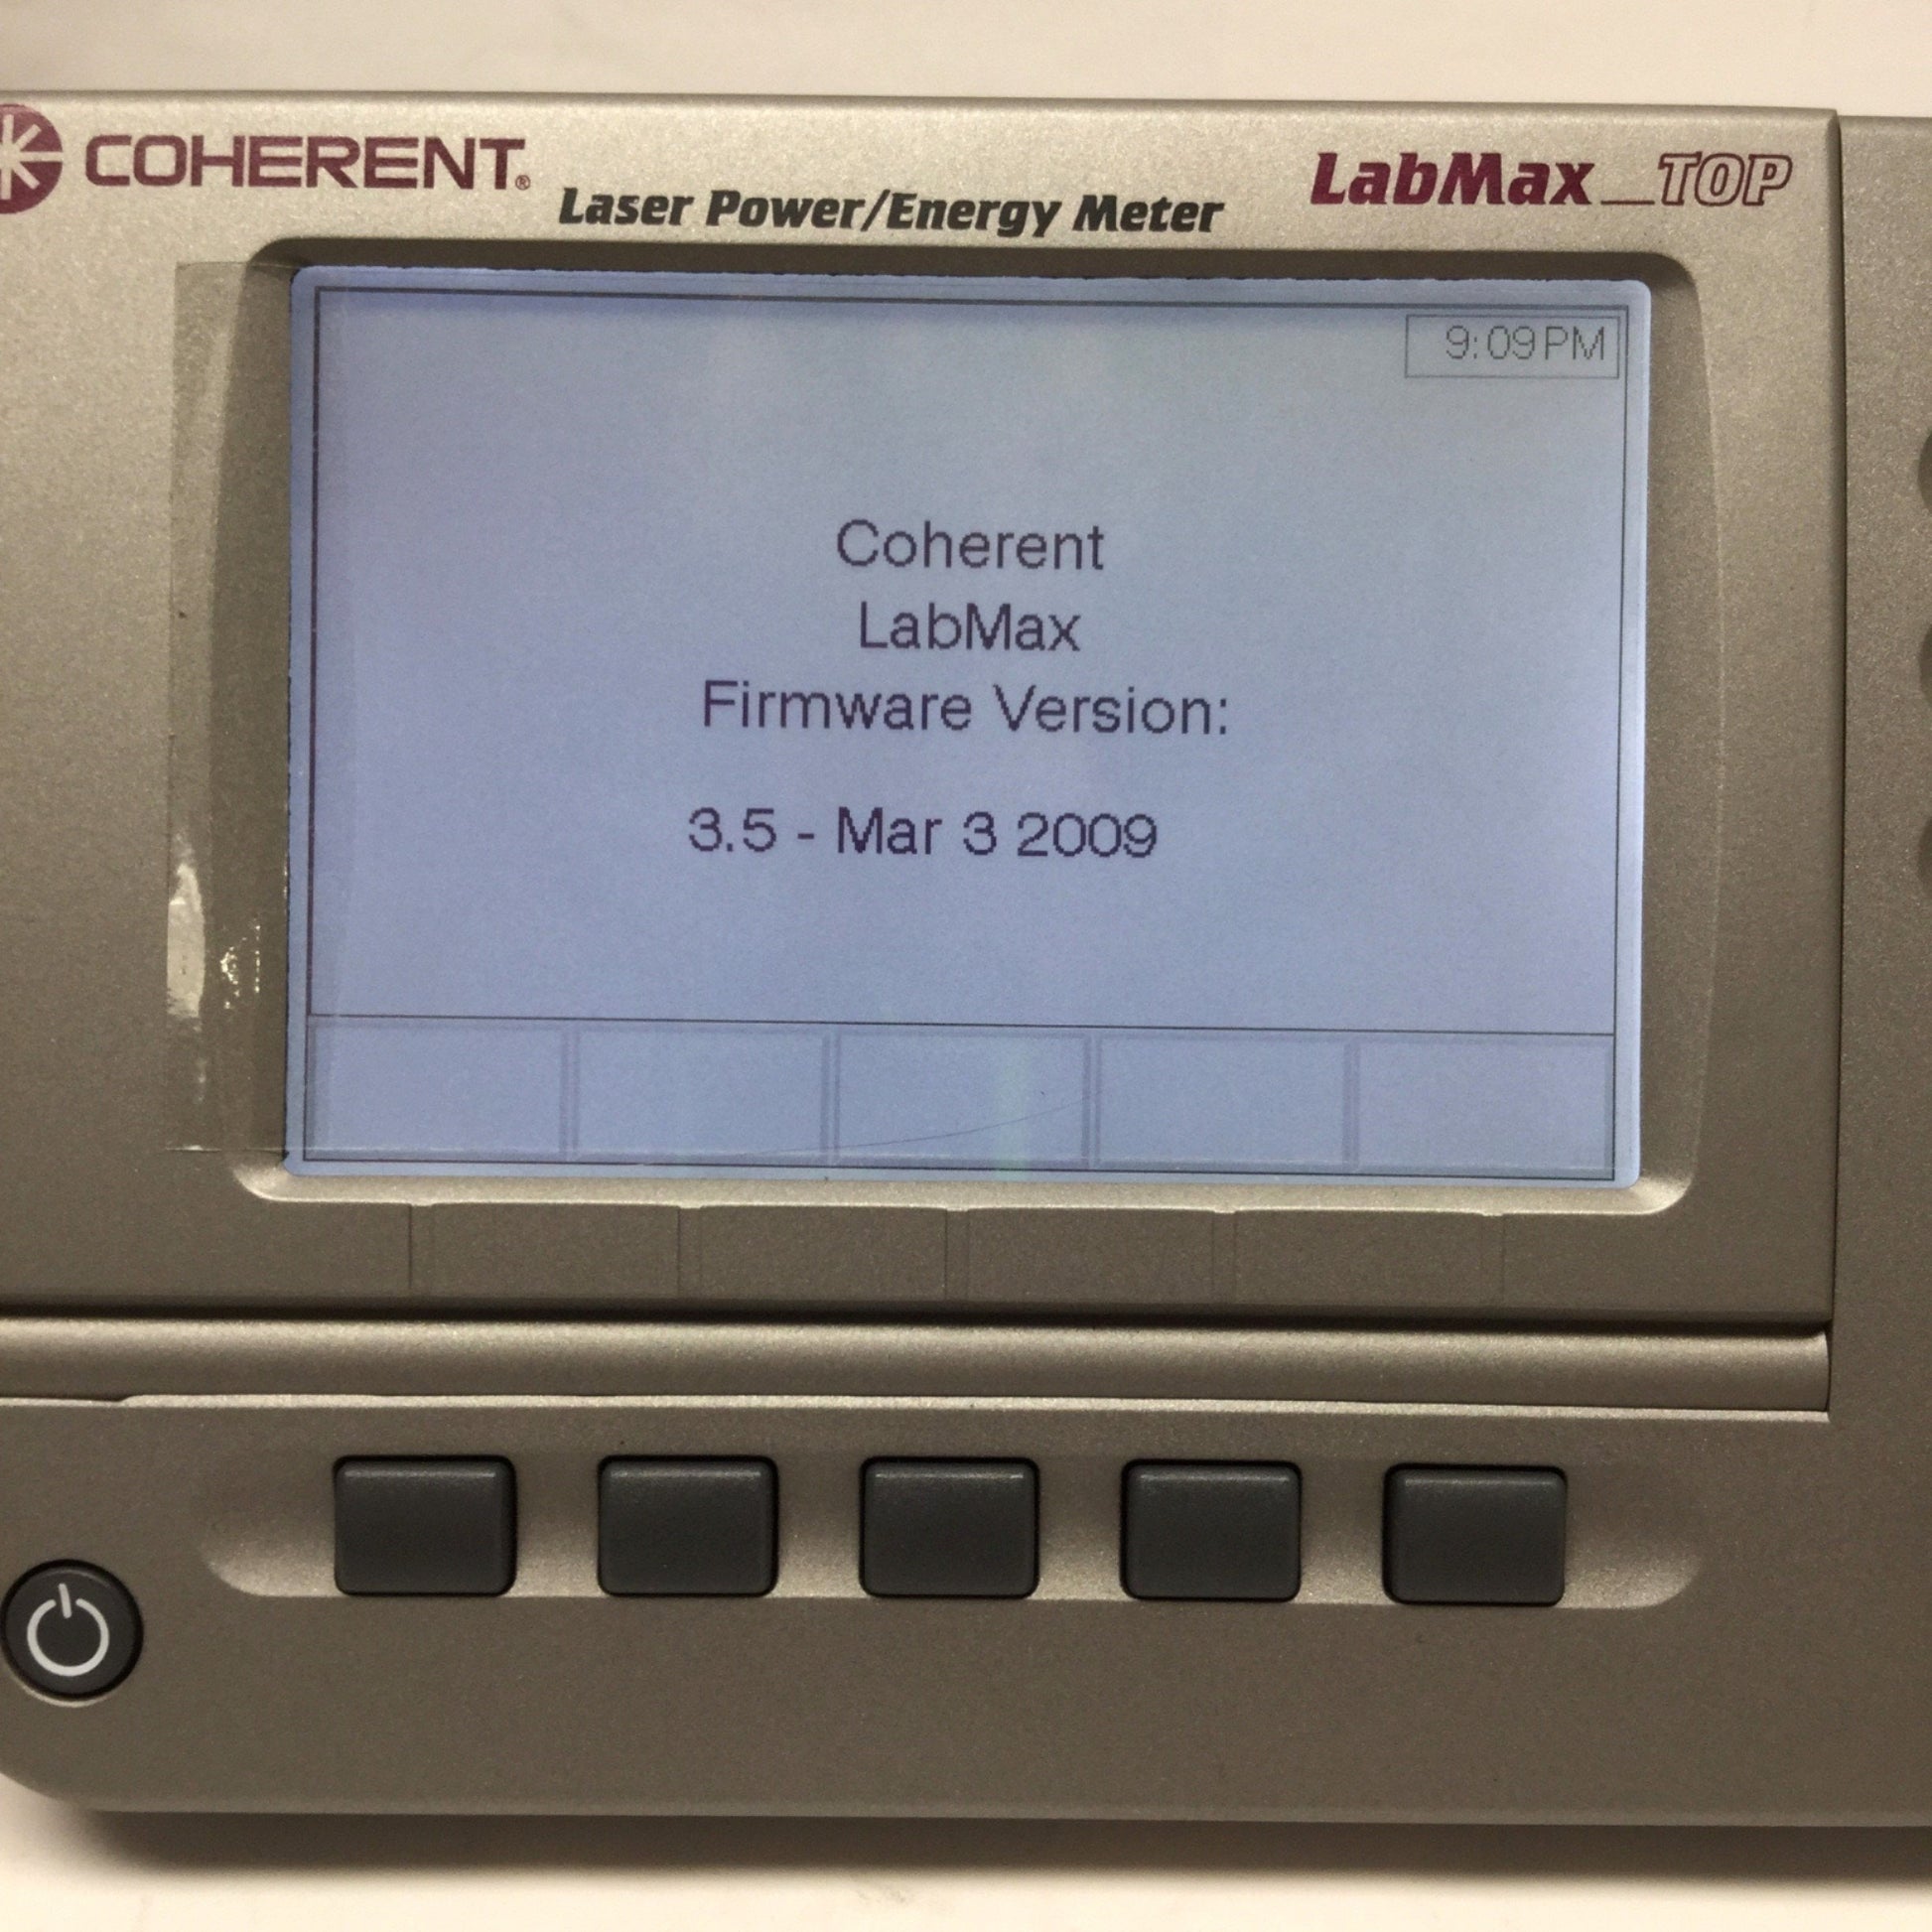 COHERENT®
Laser Power/Energy Meter
LabMax_TOP
9:09PM
Coherent
LabMax
Firmware Version:
3.5 - Mar 3 2009